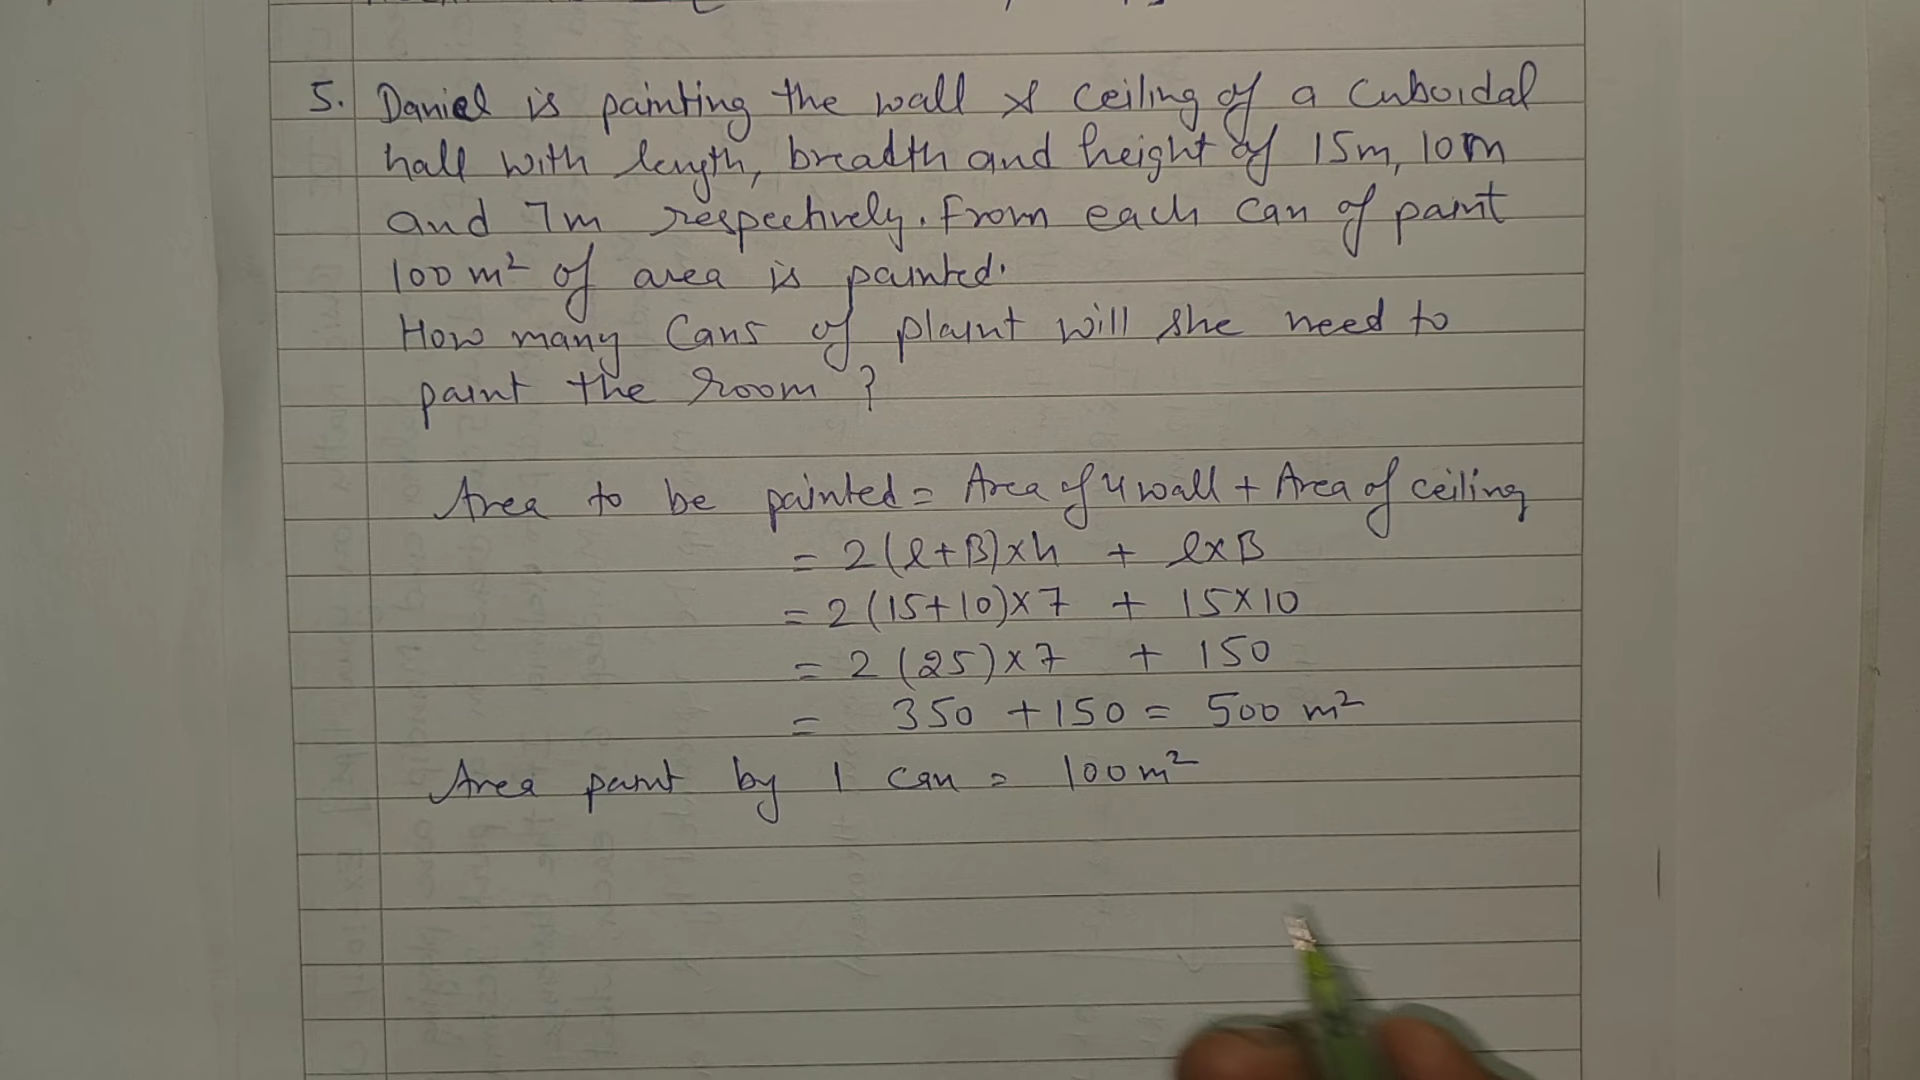 5. Daniel is painting the wall & Ceiling of a Cuboidal
hall with length, breadth and height of 15m, 10m
and 7m respectively. From each can of paint
100 m² of area is painted.
How many Cans of plaint will she need to
paint the room ?
Area to be painted = Area of 4 wall + Area of ceiling
= 2(l+B)×h + l×B
= 2(15+10)×7 + 15×10
= 2(25)×7 + 150
= 350 + 150 = 500 m²
Area paint by 1 can = 100 m²